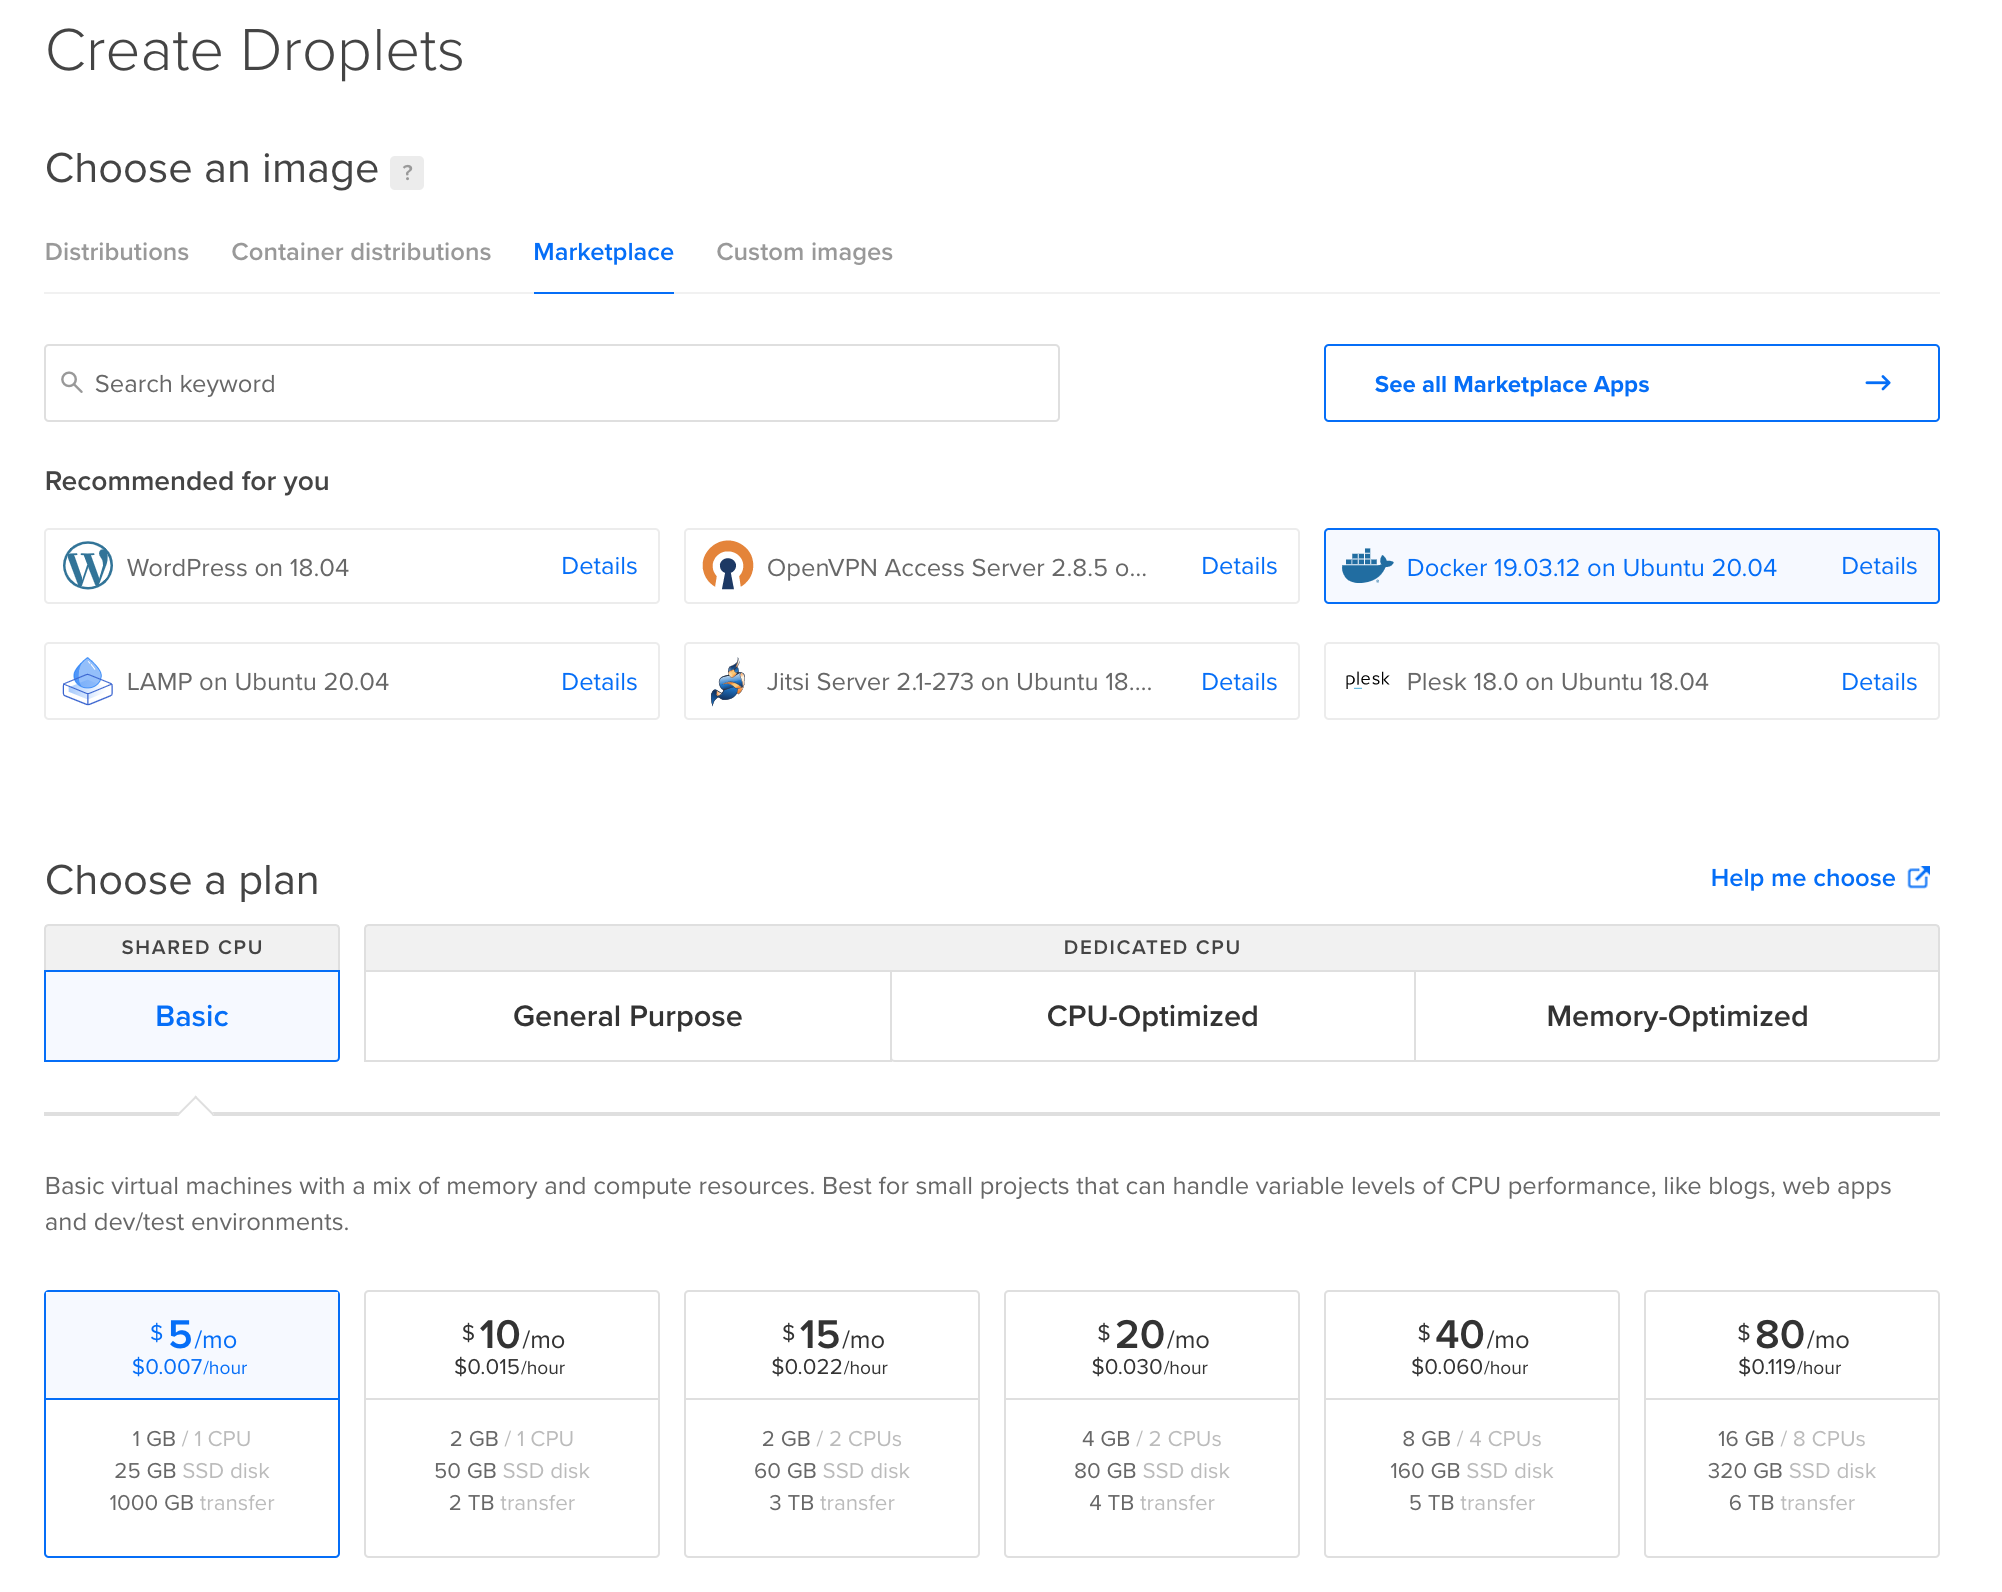 Create Droplets
Choose an image ?
Distributions Container distributions Marketplace Custom images
Search keyword See all Marketplace Apps
Recommended for you
WordPress on 18.04 Details OpenVPN Access Server 2.8.5 o... Details Docker 19.03.12 on Ubuntu 20.04 Details
LAMP on Ubuntu 20.04 Details Jitsi Server 2.1-273 on Ubuntu 18.... Details plesk Plesk 18.0 on Ubuntu 18.04 Details
Choose a plan Help me choose
SHARED CPU DEDICATED CPU
Basic General Purpose CPU-Optimized Memory-Optimized
Basic virtual machines with a mix of memory and compute resources. Best for small projects that can handle variable levels of CPU performance, like blogs, web apps
and dev/test environments.
$ 5/mo $ 10/mo $ 15/mo $ 20/mo $ 40/mo $ 80/mo
$0.007/hour $0.015/hour $0.022/hour $0.030/hour $0.060/hour $0.119/hour
1 GB / 1 CPU 2 GB / 1 CPU 2 GB / 2 CPUs 4 GB / 2 CPUs 8 GB / 4 CPUs 16 GB / 8 CPUs
25 GB SSD disk 50 GB SSD disk 60 GB SSD disk 80 GB SSD disk 160 GB SSD disk 320 GB SSD disk
1000 GB transfer 2 TB transfer 3 TB transfer 4 TB transfer 5 TB transfer 6 TB transfer